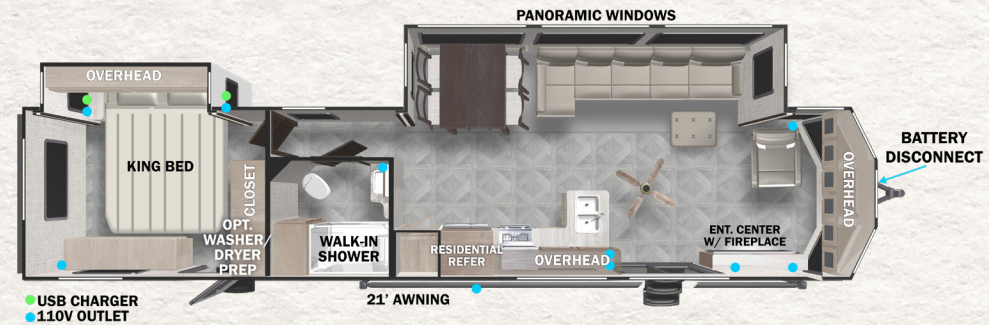 PANORAMIC WINDOWS
OVERHEAD
KING BED
CLOSET
OPT.
WASHER/
DRYER
PREP
WALK-IN
SHOWER
RESIDENTIAL
REFER
OVERHEAD
ENT. CENTER
W/ FIREPLACE
OVERHEAD
BATTERY
DISCONNECT
21' AWNING
USB CHARGER
110V OUTLET